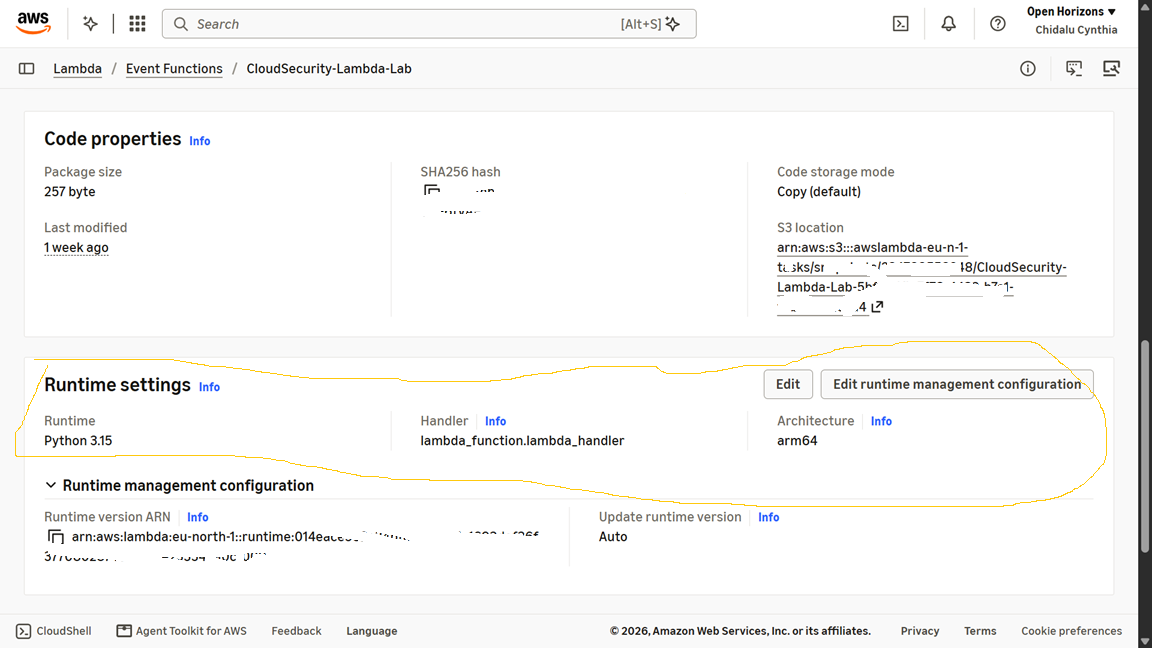 aws
Search
[Alt+S]
Open Horizons
Chidalu Cynthia
Lambda / Event Functions / CloudSecurity-Lambda-Lab
Code properties Info
Package size
257 byte
Last modified
1 week ago
SHA256 hash
Code storage mode
Copy (default)
S3 location
arn:aws:s3:::awslambda-eu-n-1-
48/CloudSecurity-
Lambda-Lab-
Runtime settings Info
Edit
Edit runtime management configuration
Runtime
Python 3.15
Handler Info
lambda_function.lambda_handler
Architecture Info
arm64
Runtime management configuration
Runtime version ARN Info
arn:aws:lambda:eu-north-1::runtime:
Update runtime version Info
Auto
CloudShell
Agent Toolkit for AWS
Feedback
Language
© 2026, Amazon Web Services, Inc. or its affiliates.
Privacy
Terms
Cookie preferences